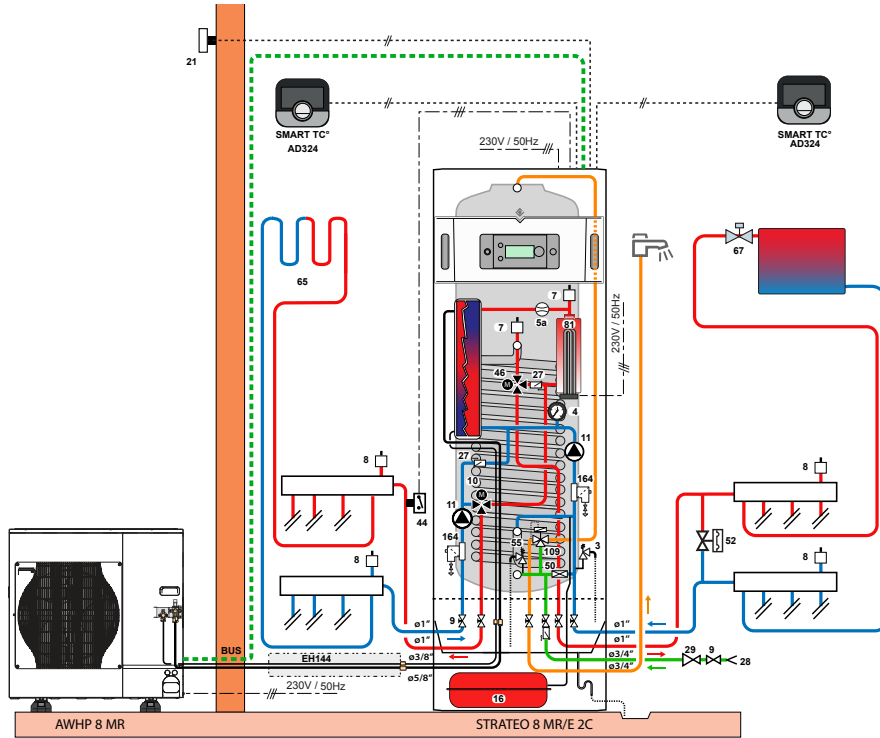 21
SMART TC°
AD324
SMART TC°
AD324
230V / 50Hz
67
65
7
5a
81
7
230V / 50Hz
46
M
27
4
11
27
10
M
8
8
44
11
164
164
55
109
50
3
52
8
8
9
ø1"
ø1"
ø1"
ø1"
BUS
EH144
ø3/8"
ø5/8"
ø3/4"
ø3/4"
29
9
28
230V / 50Hz
16
AWHP 8 MR
STRATEO 8 MR/E 2C